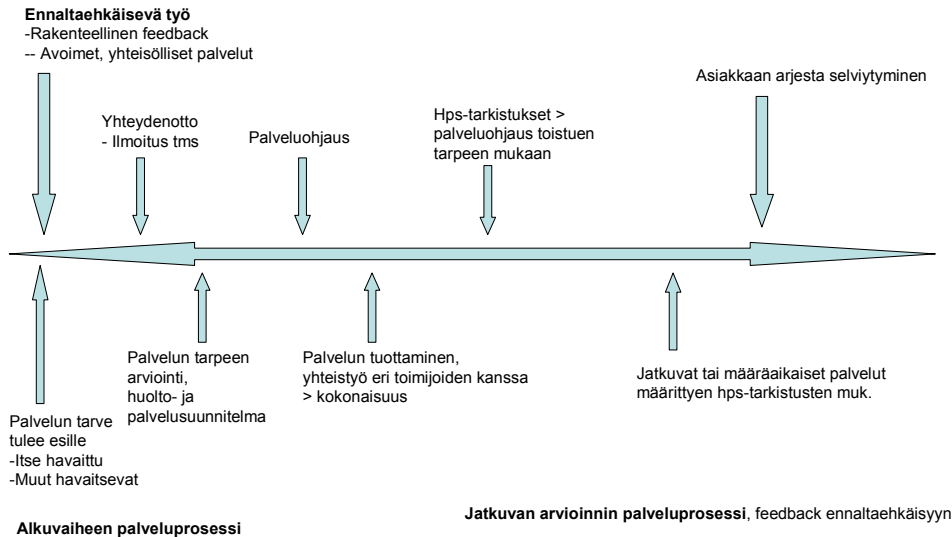 Ennaltaehkäisevä työ
-Rakenteellinen feedback
-- Avoimet, yhteisölliset palvelut
Asiakkaan arjesta selviytyminen
Yhteydenotto
- Ilmoitus tms
Palveluohjaus
Hps-tarkistukset >
palveluohjaus toistuen
tarpeen mukaan
Palvelun tarve
tulee esille
-Itse havaittu
-Muut havaitsevat
Palvelun tarpeen
arviointi,
huolto- ja
palvelusuunnitelma
Palvelun tuottaminen,
yhteistyö eri toimijoiden kanssa
> kokonaisuus
Jatkuvat tai määräaikaiset palvelut
määrittyen hps-tarkistusten muk.
Alkuvaiheen palveluprosessi
Jatkuvan arvioinnin palveluprosessi, feedback ennaltaehkäisyyn